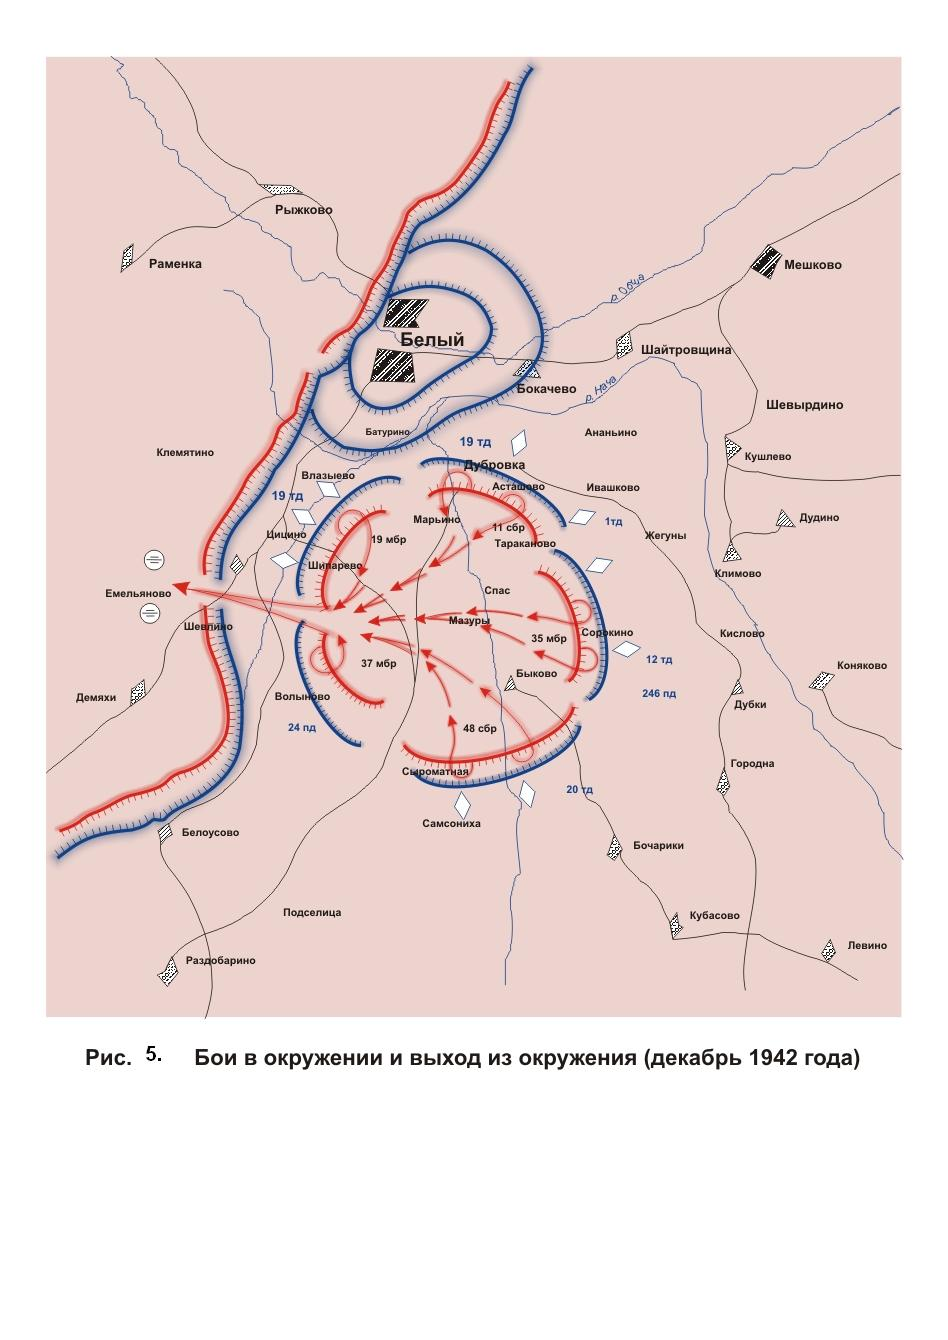 Рыжково
Раменка
Мешково
р. Обча
Белый
Шайтровщина
Бокачево
р. Нача
Шевырдино
Батурино
Ананьино
19 тд
Клемятино
Кушлево
Дубровка
Влазыево
Асташово
Ивашково
19 тд
Марьино
11 сбр
1тд
Дудино
Цицино
19 мбр
Тараканово
Жегуны
Шипарево
Климово
Емельяново
Спас
Шевлино
Мазуры
35 мбр
Сорокино
Кислово
37 мбр
12 тд
Коняково
Быково
Демяхи
Волыново
246 пд
Дубки
24 пд
48 сбр
Городна
Сыроматная
20 тд
Самсониха
Белоусово
Бочарики
Подселица
Кубасово
Левино
Раздобарино
Рис. 5. Бои в окружении и выход из окружения (декабрь 1942 года)